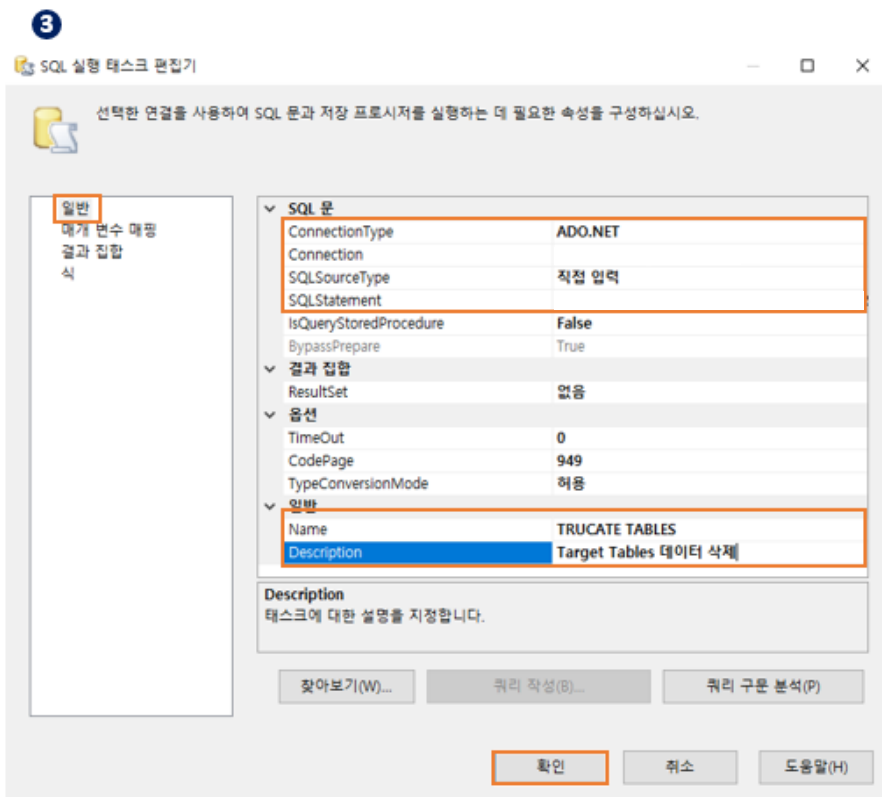 3
SQL 실행 태스크 편집기
선택한 연결을 사용하여 SQL 문과 저장 프로시저를 실행하는 데 필요한 속성을 구성하십시오.
일반
매개 변수 매핑
결과 집합
식
SQL 문
ConnectionType ADO.NET
Connection
SQLSourceType 직접 입력
SQLStatement
IsQueryStoredProcedure False
BypassPrepare True
결과 집합
ResultSet 없음
옵션
TimeOut 0
CodePage 949
TypeConversionMode 허용
일반
Name TRUCATE TABLES
Description Target Tables 데이터 삭제
Description
태스크에 대한 설명을 지정합니다.
찾아보기(W)... 쿼리 작성(B)... 쿼리 구문 분석(P)
확인 취소 도움말(H)